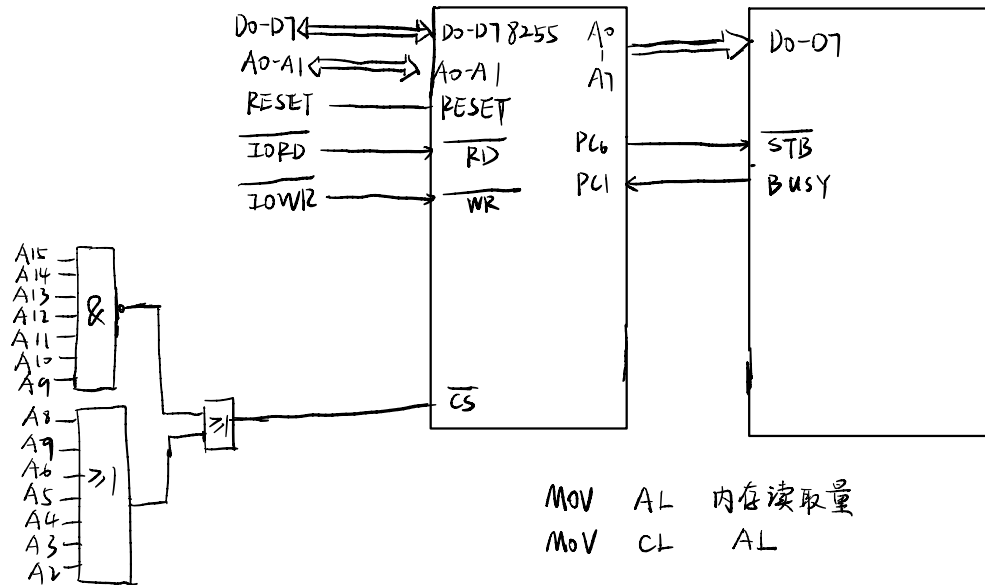 D0-D7 D0-D7 8255 A0 D0-D7
A0-A1 A0-A1 A7
RESET RESET
IORD RD PC6 STB
IOWR WR PC1 BUSY
A15
A14
A13
A12
A11
A10
A9
&
A8
A9
A6
A5
A4
A3
A2
≥1
≥1
CS
MOV AL 内存读取量
MOV CL AL